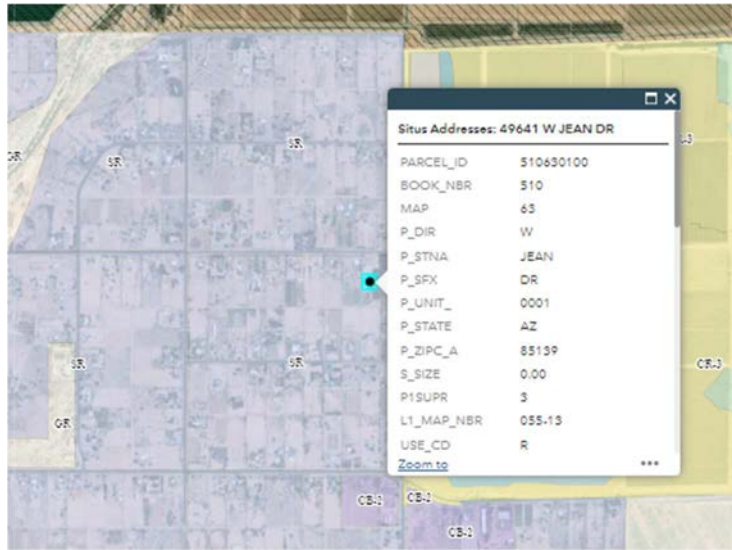 SR
GR
SR
-3
Situs Addresses: 49641 W JEAN DR
PARCEL_ID 510630100
BOOK_NBR 510
MAP 63
P_DIR W
P_STNA JEAN
P_SFX DR
P_UNIT_ 0001
P_STATE AZ
P_ZIPC_A 85139
S_SIZE 0.00
P1SUPR 3
L1_MAP_NBR 055-13
USE_CD R
Zoom to
SR
SR
CR-3
GR
CB-2
CB-2
CB-2